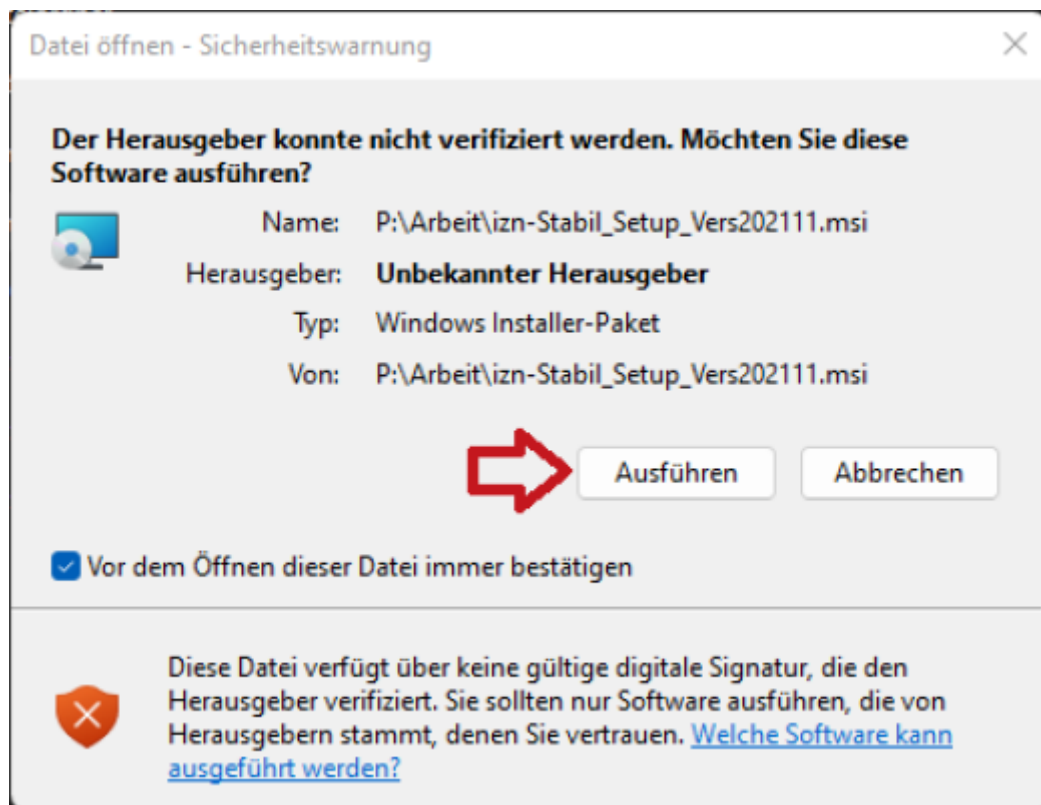 Datei öffnen - Sicherheitswarnung
Der Herausgeber konnte nicht verifiziert werden. Möchten Sie diese
Software ausführen?
Name: P:\Arbeit\izn-Stabil_Setup_Vers202111.msi
Herausgeber: Unbekannter Herausgeber
Typ: Windows Installer-Paket
Von: P:\Arbeit\izn-Stabil_Setup_Vers202111.msi
Ausführen Abbrechen
Vor dem Öffnen dieser Datei immer bestätigen
Diese Datei verfügt über keine gültige digitale Signatur, die den
Herausgeber verifiziert. Sie sollten nur Software ausführen, die von
Herausgebern stammt, denen Sie vertrauen. Welche Software kann
ausgeführt werden?